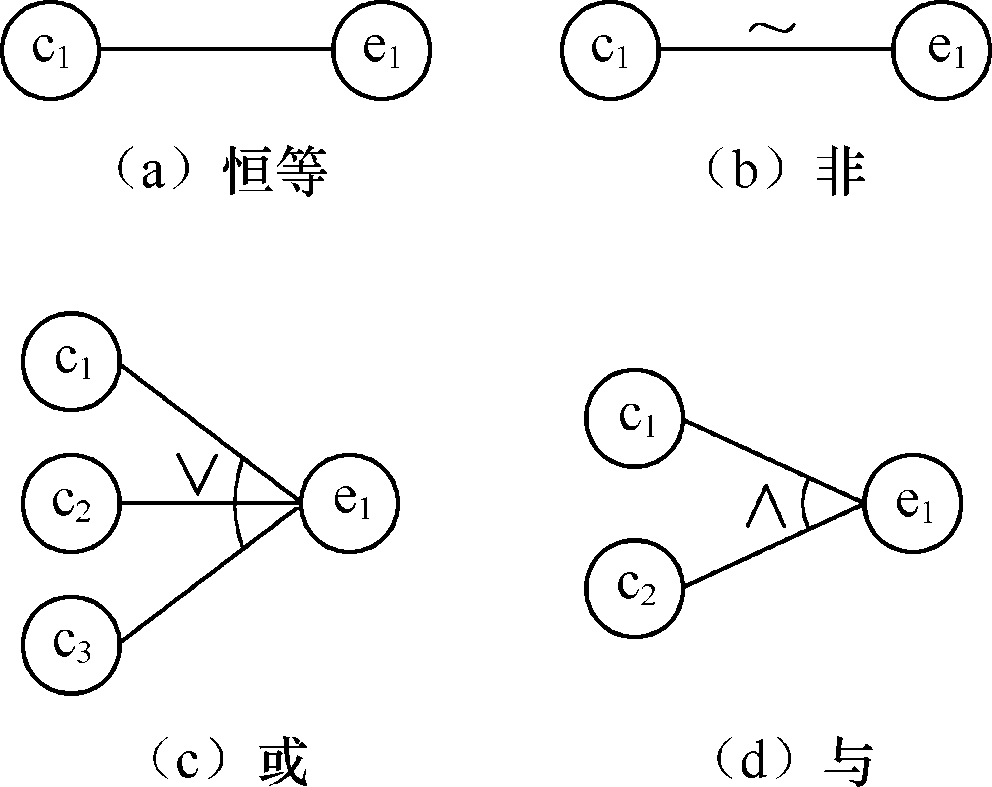 c₁ e₁
c₁ ～ e₁
（a）恒等
（b）非
c₁
c₂ ∨ e₁
c₃
c₁
∧ e₁
c₂
（c）或
（d）与